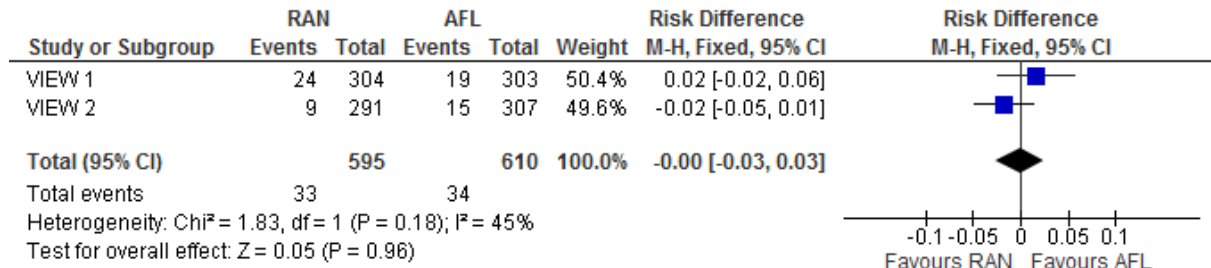 RAN AFL Risk Difference Risk Difference
Study or Subgroup Events Total Events Total Weight M-H, Fixed, 95% CI M-H, Fixed, 95% CI
VIEW 1 24 304 19 303 50.4% 0.02 [-0.02, 0.06]
VIEW 2 9 291 15 307 49.6% -0.02 [-0.05, 0.01]
Total (95% CI) 595 610 100.0% -0.00 [-0.03, 0.03]
Total events 33 34
Heterogeneity: Chi² = 1.83, df = 1 (P = 0.18); I² = 45%
Test for overall effect: Z = 0.05 (P = 0.96)
-0.1 -0.05 0 0.05 0.1
Favours RAN Favours AFL